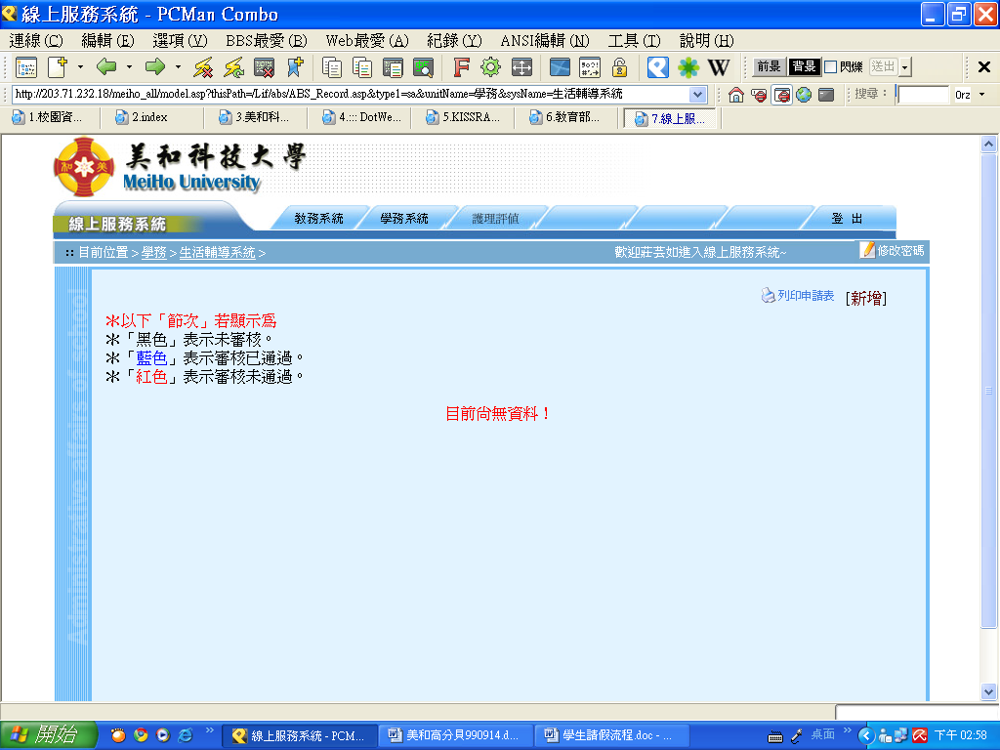 線上服務系統 - PCMan Combo
連線(C) 編輯(E) 選項(V) BBS最愛(B) Web最愛(A) 紀錄(Y) ANSI編輯(N) 工具(T) 說明(H)
前景 背景 閃爍 送出
http://203.71.232.18/meiho_all/model.asp?thisPath=/Lif/abs/ABS_Record.asp&type1=sa&unitName=學務&sysName=生活輔導系統 搜尋: Orz
1.校園資... 2.index 3.美和科... 4.::: DotWe... 5.KISSRA... 6.教育部... 7.線上服...
美和科技大學
MeiHo University
線上服務系統 教務系統 學務系統 護理評值 登 出
:: 目前位置 > 學務 > 生活輔導系統 > 歡迎莊芸如進入線上服務系統~ 修改密碼
列印申請表 [新增]
＊以下「節次」若顯示為
＊「黑色」表示未審核。
＊「藍色」表示審核已通過。
＊「紅色」表示審核未通過。
目前尚無資料！
Administrative affairs of school
開始 線上服務系統 - PCM... 美和高分貝990914.d... 學生請假流程.doc - ... 桌面 下午 02:58